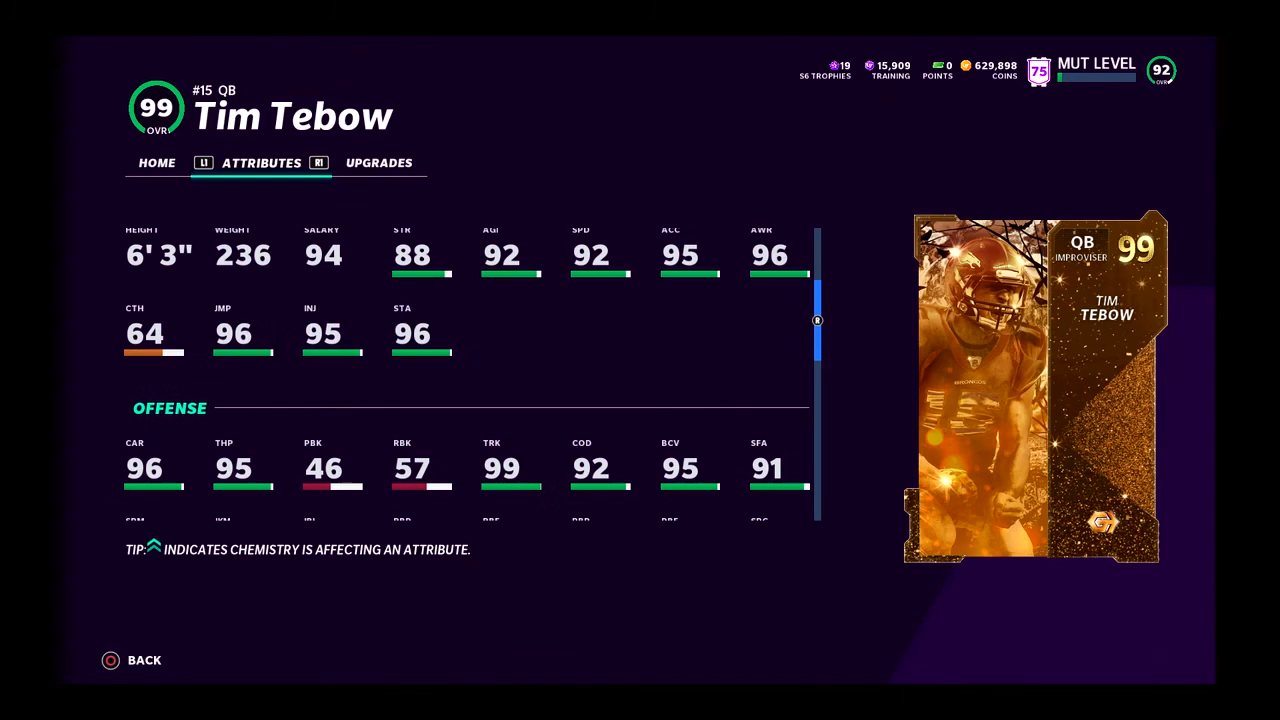 #15 QB
99
OVR
Tim Tebow
19
S6 TROPHIES
15,909
TRAINING
0
POINTS
629,898
COINS
75
MUT LEVEL
92
OVR
HOME L1 ATTRIBUTES R1 UPGRADES
HEIGHT WEIGHT SALARY STR AGI SPD ACC AWR
6' 3" 236 94 88 92 92 95 96
CTH JMP INJ STA
64 96 95 96
R
OFFENSE
CAR THP PBK RBK TRK COD BCV SFA
96 95 46 57 99 92 95 91
TIP: INDICATES CHEMISTRY IS AFFECTING AN ATTRIBUTE.
QB
IMPROVISER
99
TIM
TEBOW
BACK